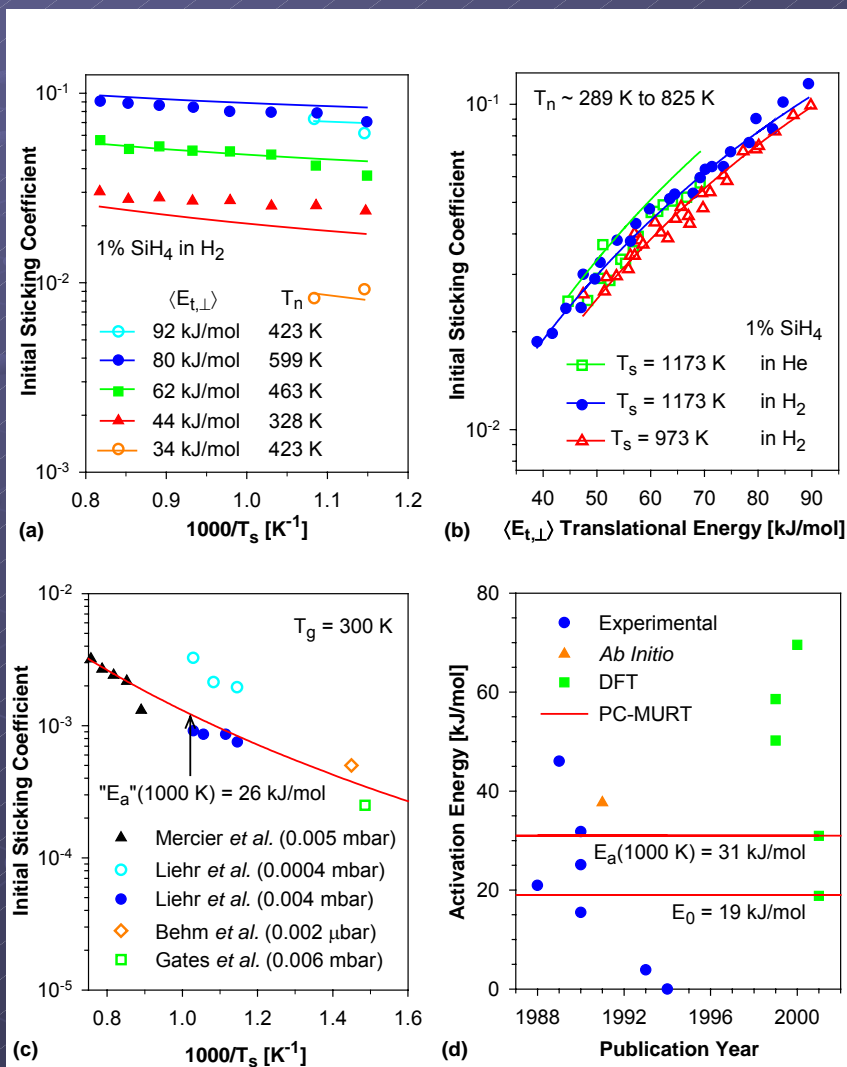 Initial Sticking Coefficient
10⁻¹
10⁻²
10⁻³
1% SiH₄ in H₂
⟨Eₜ,⊥⟩ Tₙ
92 kJ/mol 423 K
80 kJ/mol 599 K
62 kJ/mol 463 K
44 kJ/mol 328 K
34 kJ/mol 423 K
0.8 0.9 1.0 1.1 1.2
(a)
1000/Tₛ [K⁻¹]
Initial Sticking Coefficient
10⁻¹
10⁻²
Tₙ ~ 289 K to 825 K
1% SiH₄
Tₛ = 1173 K in He
Tₛ = 1173 K in H₂
Tₛ = 973 K in H₂
40 50 60 70 80 90
(b)
⟨Eₜ,⊥⟩ Translational Energy [kJ/mol]
Initial Sticking Coefficient
10⁻²
10⁻³
10⁻⁴
10⁻⁵
T_g = 300 K
"Eₐ"(1000 K) = 26 kJ/mol
Mercier et al. (0.005 mbar)
Liehr et al. (0.0004 mbar)
Liehr et al. (0.004 mbar)
Behm et al. (0.002 μbar)
Gates et al. (0.006 mbar)
0.8 1.0 1.2 1.4 1.6
(c)
1000/Tₛ [K⁻¹]
Activation Energy [kJ/mol]
80
60
40
20
0
Experimental
Ab Initio
DFT
PC-MURT
Eₐ(1000 K) = 31 kJ/mol
E₀ = 19 kJ/mol
1988 1992 1996 2000
(d)
Publication Year